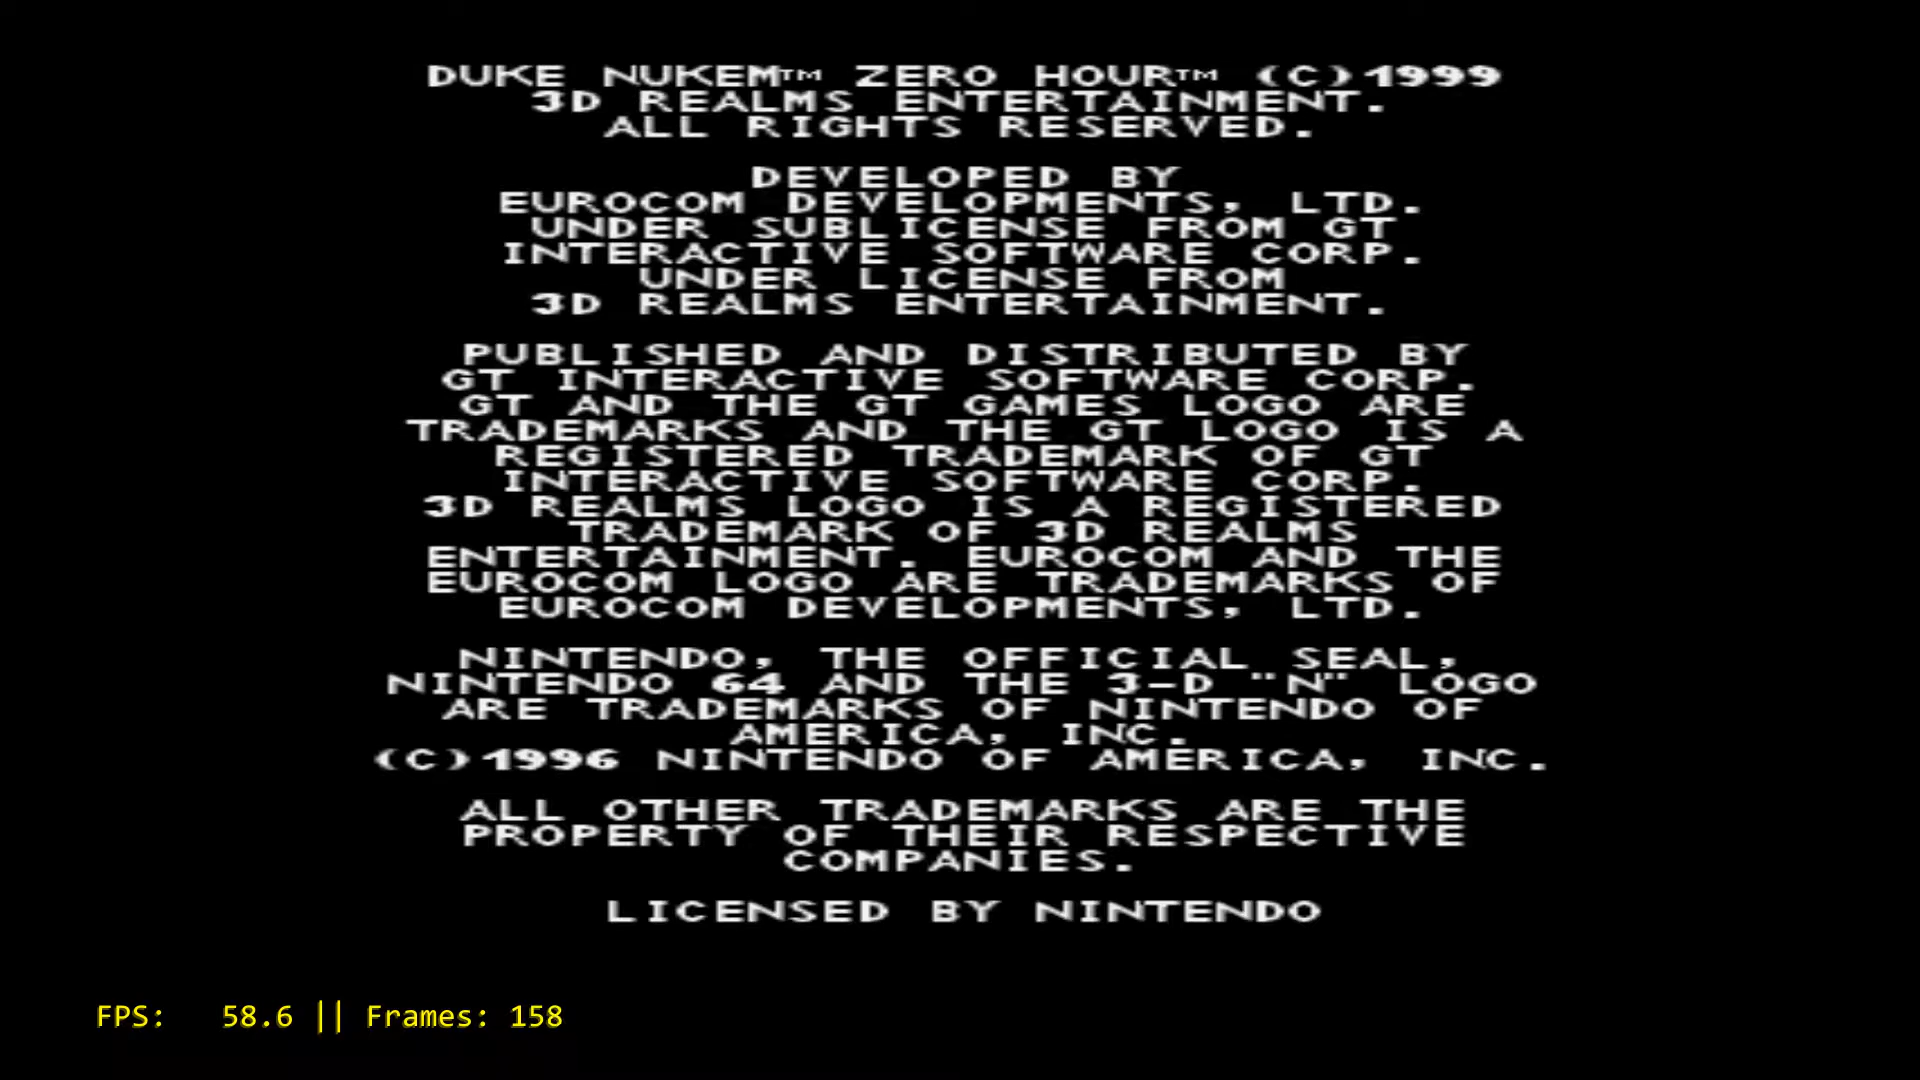 DUKE NUKEM™ ZERO HOUR™ (C)1999
3D REALMS ENTERTAINMENT.
ALL RIGHTS RESERVED.
DEVELOPED BY
EUROCOM DEVELOPMENTS, LTD.
UNDER SUBLICENSE FROM GT
INTERACTIVE SOFTWARE CORP.
UNDER LICENSE FROM
3D REALMS ENTERTAINMENT.
PUBLISHED AND DISTRIBUTED BY
GT INTERACTIVE SOFTWARE CORP.
GT AND THE GT GAMES LOGO ARE
TRADEMARKS AND THE GT LOGO IS A
REGISTERED TRADEMARK OF GT
INTERACTIVE SOFTWARE CORP.
3D REALMS LOGO IS A REGISTERED
TRADEMARK OF 3D REALMS
ENTERTAINMENT. EUROCOM AND THE
EUROCOM LOGO ARE TRADEMARKS OF
EUROCOM DEVELOPMENTS, LTD.
NINTENDO, THE OFFICIAL SEAL,
NINTENDO 64 AND THE 3-D "N" LOGO
ARE TRADEMARKS OF NINTENDO OF
AMERICA, INC.
(C)1996 NINTENDO OF AMERICA, INC.
ALL OTHER TRADEMARKS ARE THE
PROPERTY OF THEIR RESPECTIVE
COMPANIES.
LICENSED BY NINTENDO
FPS: 58.6 || Frames: 158